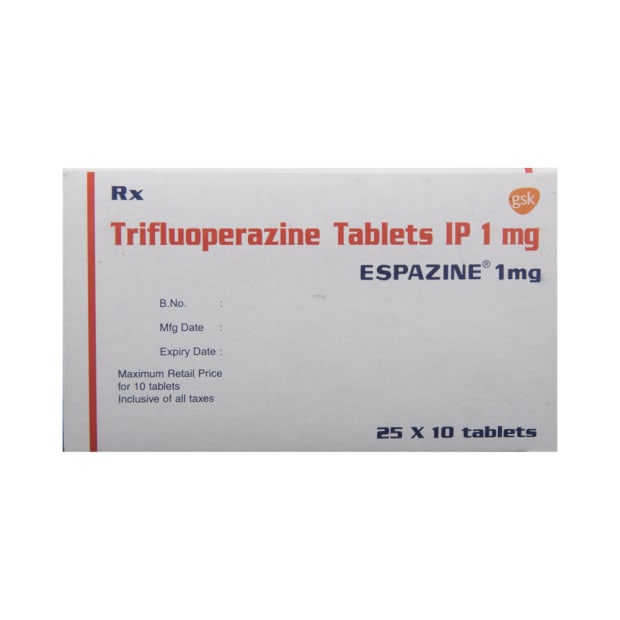 Rx
gsk
Trifluoperazine Tablets IP 1 mg
ESPAZINE® 1mg
B.No. :
Mfg Date :
Expiry Date :
Maximum Retail Price
for 10 tablets
Inclusive of all taxes
25 X 10 tablets